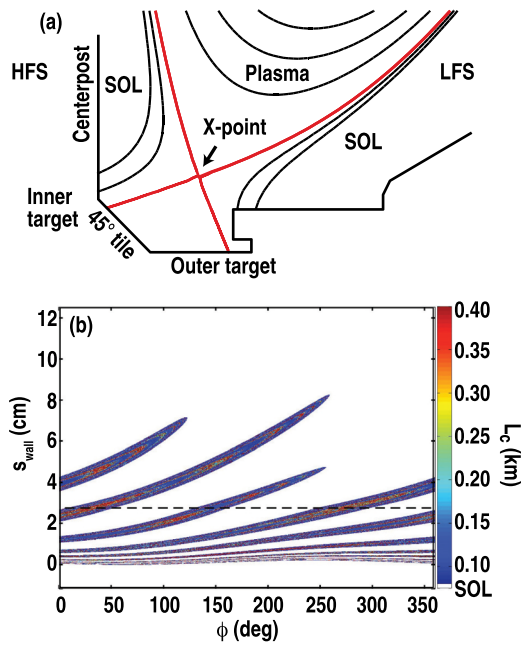 (a)
HFS
Centerpost
SOL
Plasma
LFS
X-point
SOL
Inner
target
45° tile
Outer target
(b)
12
10
8
6
4
2
0
s_wall (cm)
0 50 100 150 200 250 300 350
ϕ (deg)
0.40
0.35
0.30
0.25
0.20
0.15
0.10
SOL
L_C (km)